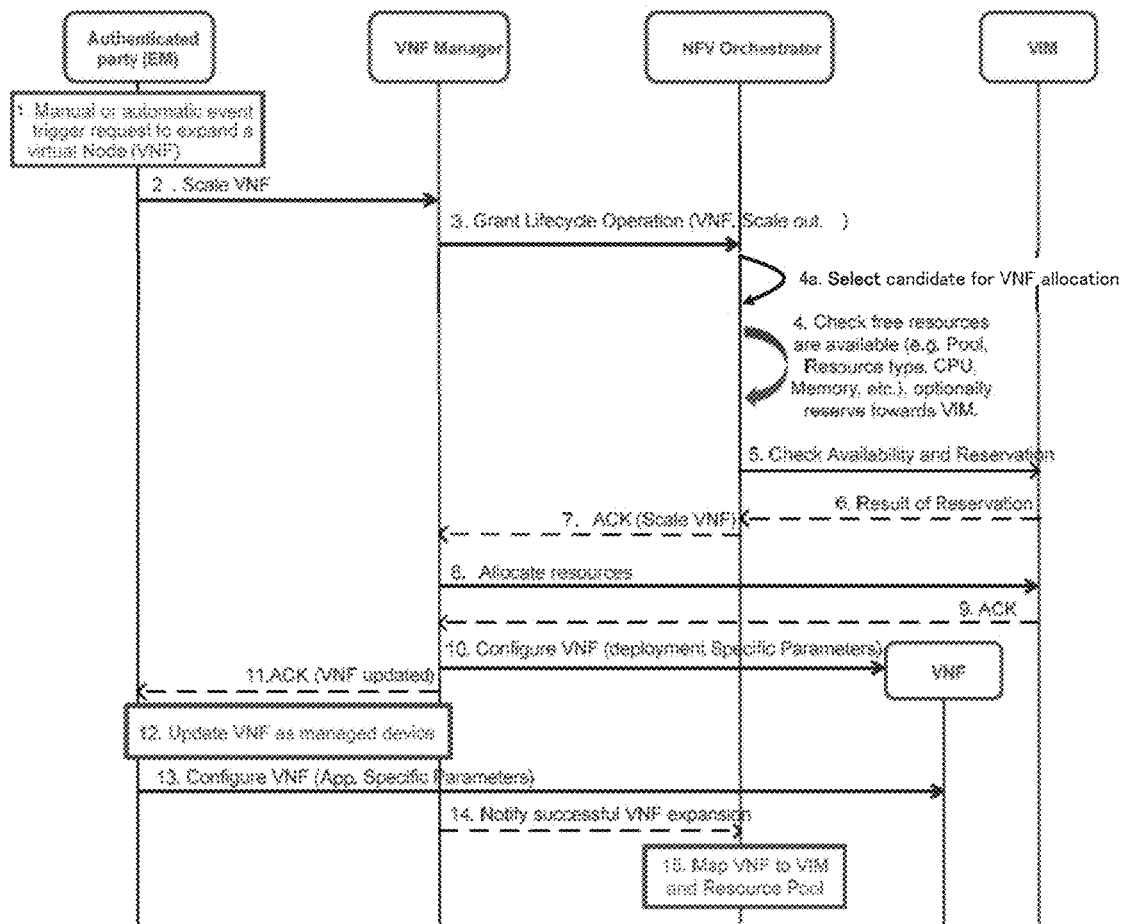 Authenticated
party (EM)
VNF Manager
NFV Orchestrator
VIM
1. Manual or automatic event
trigger request to expand a
virtual Node (VNF)
2 . Scale VNF
3. Grant Lifecycle Operation (VNF, Scale out. )
4a. Select candidate for VNF allocation
4. Check free resources
are available (e.g. Pool,
Resource type, CPU,
Memory, etc.), optionally
reserve towards VIM.
5. Check Availability and Reservation
6. Result of Reservation
7. ACK (Scale VNF)
8. Allocate resources
9. ACK
10. Configure VNF (deployment Specific Parameters)
VNF
11.ACK (VNF updated)
12. Update VNF as managed device
13. Configure VNF (App. Specific Parameters)
14. Notify successful VNF expansion
15. Map VNF to VIM
and Resource Pool